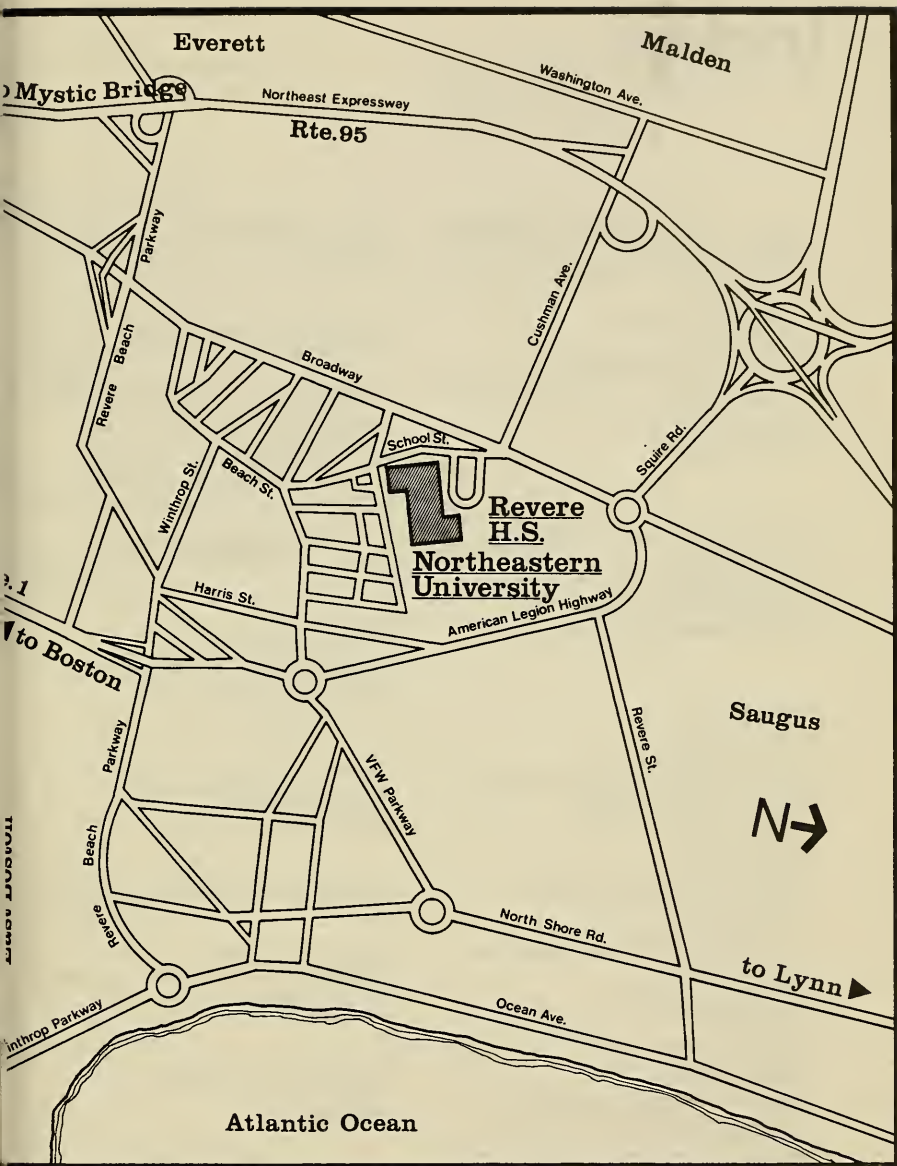 Everett
Malden
Mystic Bridge
Northeast Expressway
Washington Ave.
Rte.95
Parkway
Cushman Ave.
Beach
Broadway
Revere
School St.
Squire Rd.
Beach St.
Winthrop St.
Revere
H.S.
Northeastern
University
Harris St.
American Legion Highway
to Boston
Saugus
Revere St.
Parkway
VFW Parkway
N
Beach
North Shore Rd.
Revere
to Lynn
Ocean Ave.
Parkway
Atlantic Ocean